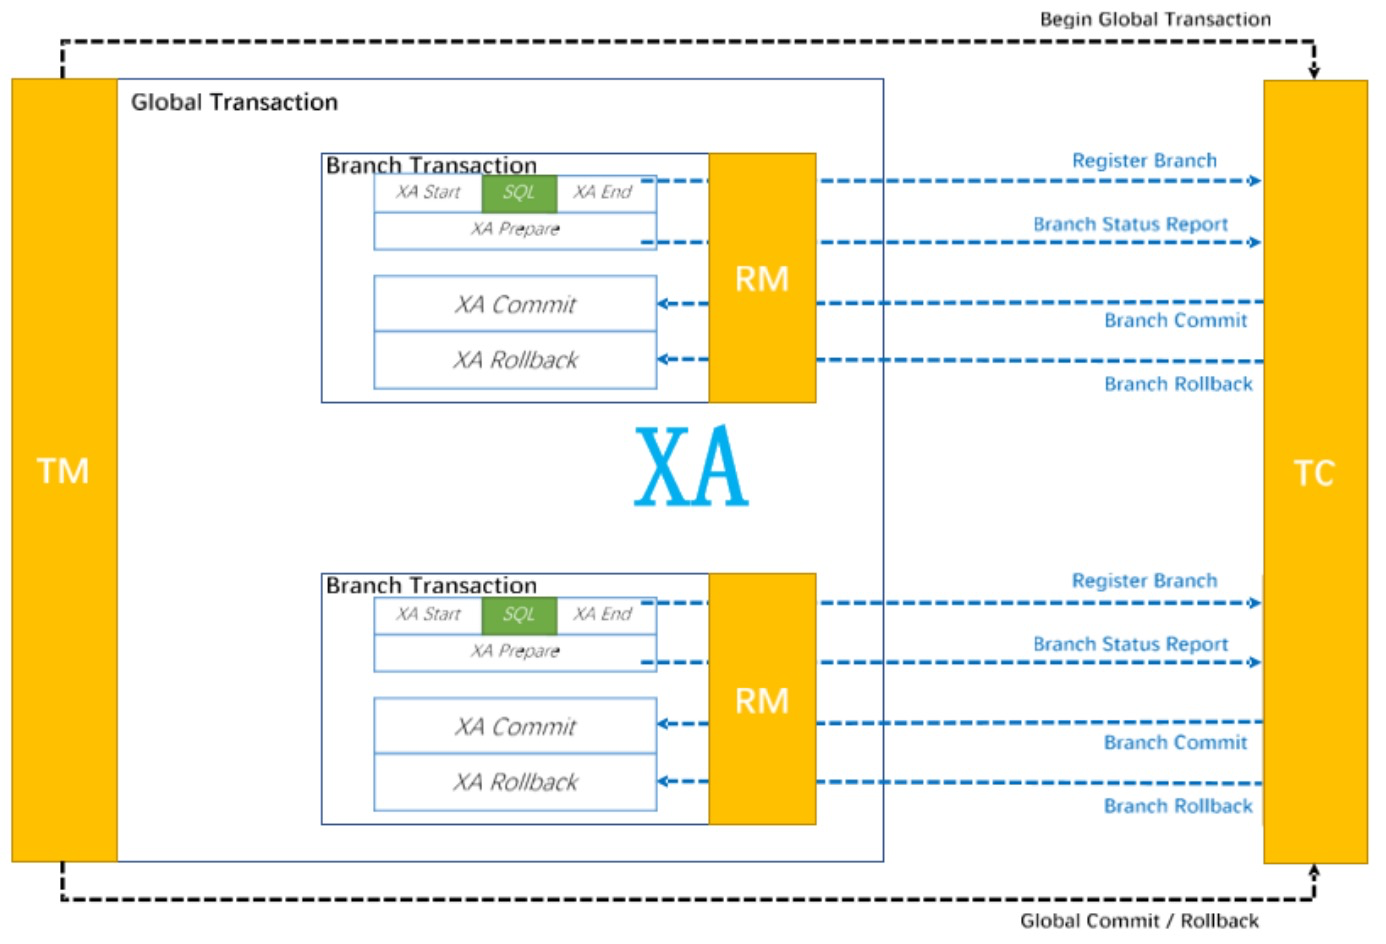 Begin Global Transaction
Global Transaction
Branch Transaction
XA Start
SQL
XA End
XA Prepare
XA Commit
XA Rollback
RM
Register Branch
Branch Status Report
Branch Commit
Branch Rollback
TM
XA
TC
Branch Transaction
XA Start
SQL
XA End
XA Prepare
XA Commit
XA Rollback
RM
Register Branch
Branch Status Report
Branch Commit
Branch Rollback
Global Commit / Rollback